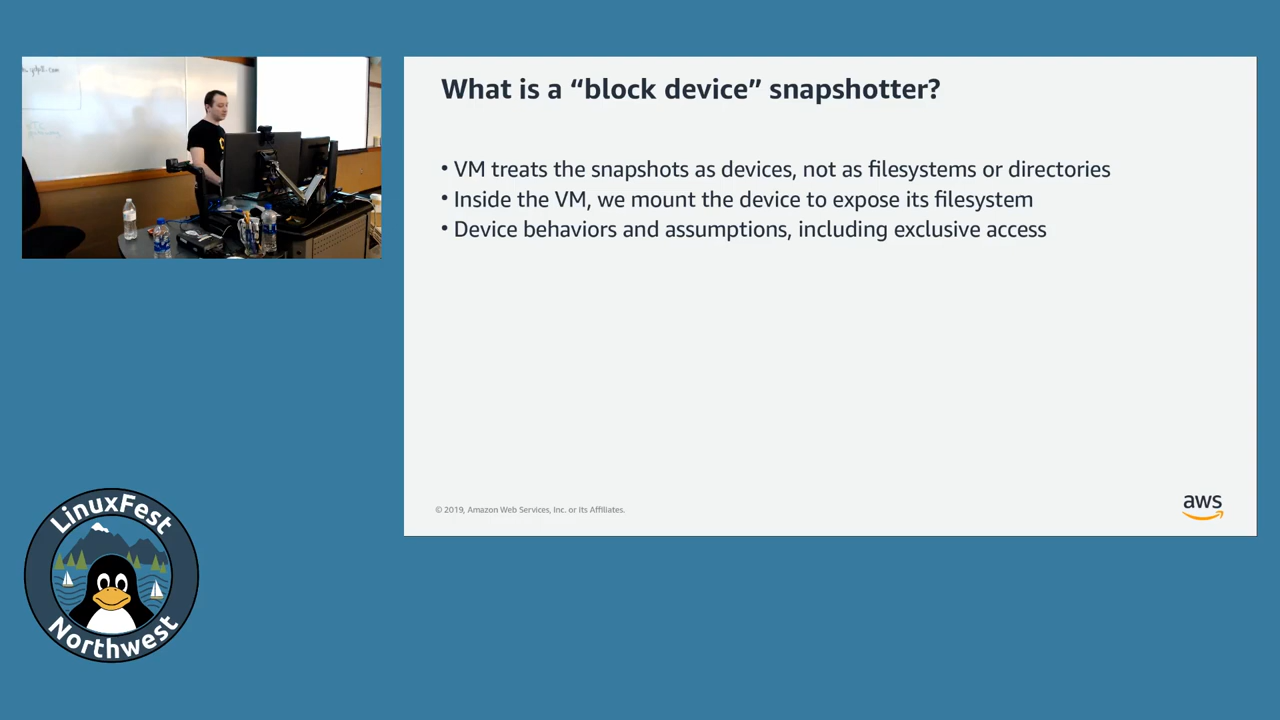 What is a “block device” snapshotter?
• VM treats the snapshots as devices, not as filesystems or directories
• Inside the VM, we mount the device to expose its filesystem
• Device behaviors and assumptions, including exclusive access
© 2019, Amazon Web Services, Inc. or its Affiliates.
aws
LinuxFest
Northwest